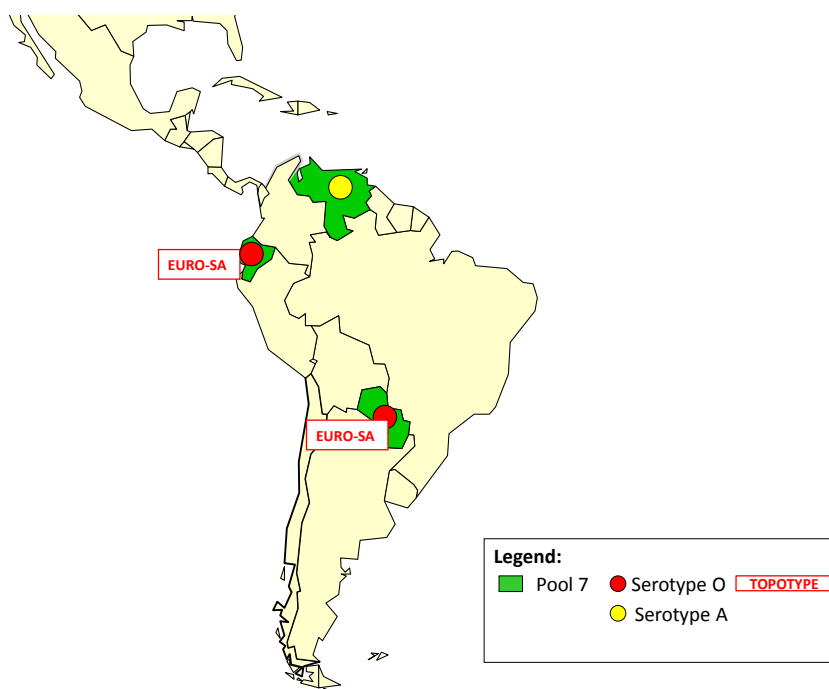 EURO-SA
EURO-SA
Legend:
Pool 7
Serotype O
TOPOTYPE
Serotype A